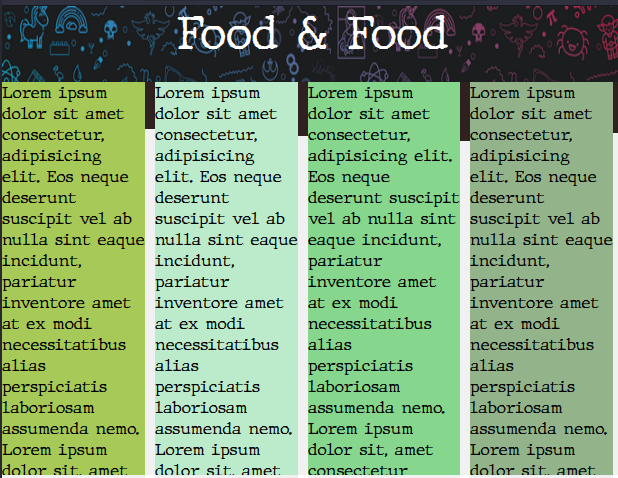 Food & Food
Lorem ipsum
dolor sit amet
consectetur,
adipisicing
elit. Eos neque
deserunt
suscipit vel ab
nulla sint eaque
incidunt,
pariatur
inventore amet
at ex modi
necessitatibus
alias
perspiciatis
laboriosam
assumenda nemo.
Lorem ipsum
dolor sit, amet
Lorem ipsum
dolor sit amet
consectetur,
adipisicing
elit. Eos neque
deserunt
suscipit vel ab
nulla sint eaque
incidunt,
pariatur
inventore amet
at ex modi
necessitatibus
alias
perspiciatis
laboriosam
assumenda nemo.
Lorem ipsum
dolor sit, amet
Lorem ipsum
dolor sit amet
consectetur,
adipisicing elit.
Eos neque
deserunt suscipit
vel ab nulla sint
eaque incidunt,
pariatur
inventore amet
at ex modi
necessitatibus
alias
perspiciatis
laboriosam
assumenda nemo.
Lorem ipsum
dolor sit, amet
consectetur
Lorem ipsum
dolor sit amet
consectetur,
adipisicing
elit. Eos neque
deserunt
suscipit vel ab
nulla sint eaque
incidunt,
pariatur
inventore amet
at ex modi
necessitatibus
alias
perspiciatis
laboriosam
assumenda nemo.
Lorem ipsum
dolor sit, amet